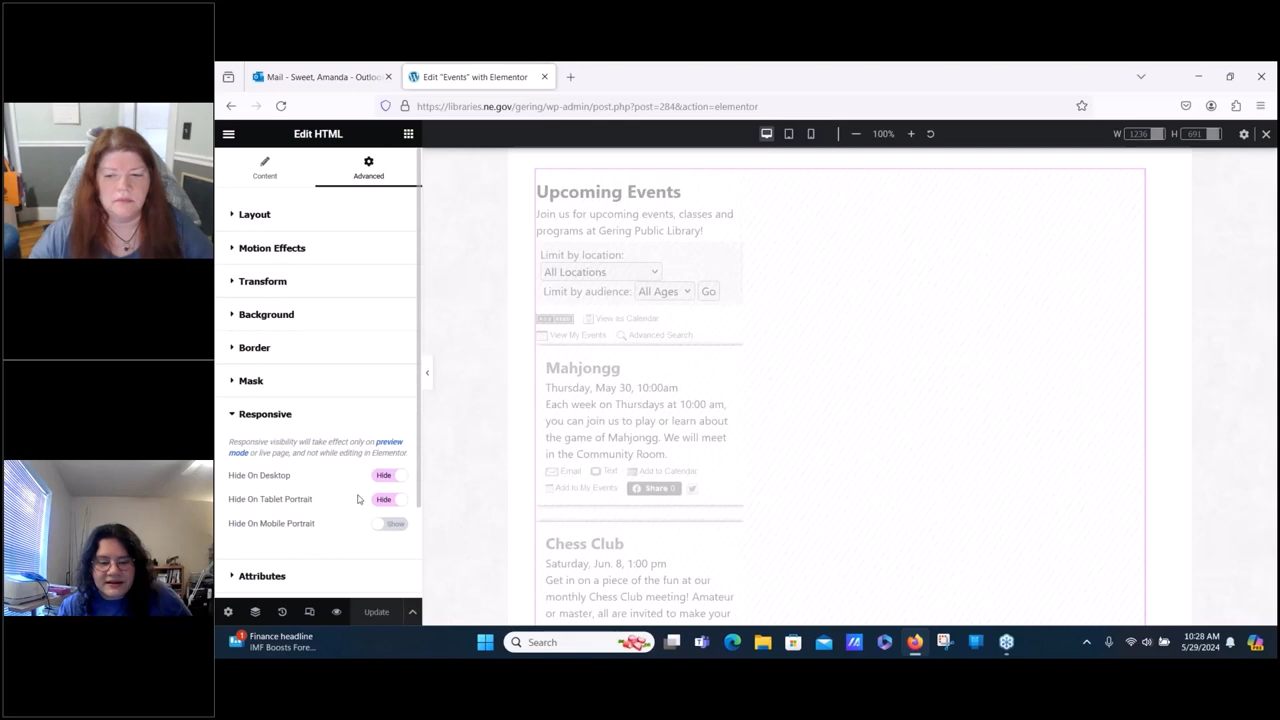 Mail - Sweet, Amanda - Outloo
Edit "Events" with Elementor
https://libraries.ne.gov/gering/wp-admin/post.php?post=284&action=elementor
Edit HTML
100%
W 1236
H 691
Content
Advanced
Layout
Motion Effects
Transform
Background
Border
Mask
Responsive
Responsive visibility will take effect only on preview
mode or live page, and not while editing in Elementor.
Hide On Desktop
Hide
Hide On Tablet Portrait
Hide
Hide On Mobile Portrait
Show
Attributes
Update
Upcoming Events
Join us for upcoming events, classes and
programs at Gering Public Library!
Limit by location:
All Locations
Limit by audience: All Ages Go
View as Calendar
View My Events Advanced Search
Mahjongg
Thursday, May 30, 10:00am
Each week on Thursdays at 10:00 am,
you can join us to play or learn about
the game of Mahjongg. We will meet
in the Community Room.
Email Text Add to Calendar
Add to My Events Share 0
Chess Club
Saturday, Jun. 8, 1:00 pm
Get in on a piece of the fun at our
monthly Chess Club meeting! Amateur
or master, all are invited to make your
1
Finance headline
IMF Boosts Fore...
Search
10:28 AM
5/29/2024